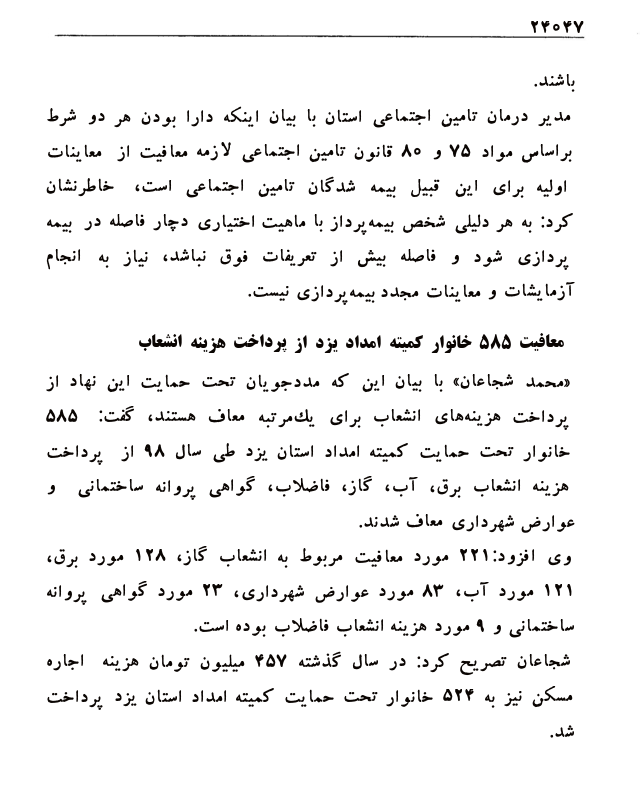 ۲۴۰۴۷
باشند.
مدیر درمان تامین اجتماعی استان با بیان اینکه دارا بودن هر دو شرط
براساس مواد ۷۵ و ۸۰ قانون تامین اجتماعی لازمه معافیت از معاینات
اولیه برای این قبیل بیمه شدگان تامین اجتماعی است، خاطرنشان
کرد: به هر دلیلی شخص بیمه‌پرداز با ماهیت اختیاری دچار فاصله در بیمه
پردازی شود و فاصله بیش از تعریفات فوق نباشد، نیاز به انجام
آزمایشات و معاینات مجدد بیمه‌پردازی نیست.
معافیت ۵۸۵ خانوار کمیته امداد یزد از پرداخت هزینه انشعاب
«محمد شجاعان» با بیان این که مددجویان تحت حمایت این نهاد از
پرداخت هزینه‌های انشعاب برای یك‌مرتبه معاف هستند، گفت: ۵۸۵
خانوار تحت حمایت کمیته امداد استان یزد طی سال ۹۸ از پرداخت
هزینه انشعاب برق، آب، گاز، فاضلاب، گواهی پروانه ساختمانی و
عوارض شهرداری معاف شدند.
وی افزود:۲۲۱ مورد معافیت مربوط به انشعاب گاز، ۱۲۸ مورد برق،
۱۲۱ مورد آب، ۸۳ مورد عوارض شهرداری، ۲۳ مورد گواهی پروانه
ساختمانی و ۹ مورد هزینه انشعاب فاضلاب بوده است.
شجاعان تصریح کرد: در سال گذشته ۴۵۷ میلیون تومان هزینه اجاره
مسکن نیز به ۵۲۴ خانوار تحت حمایت کمیته امداد استان یزد پرداخت
شد.